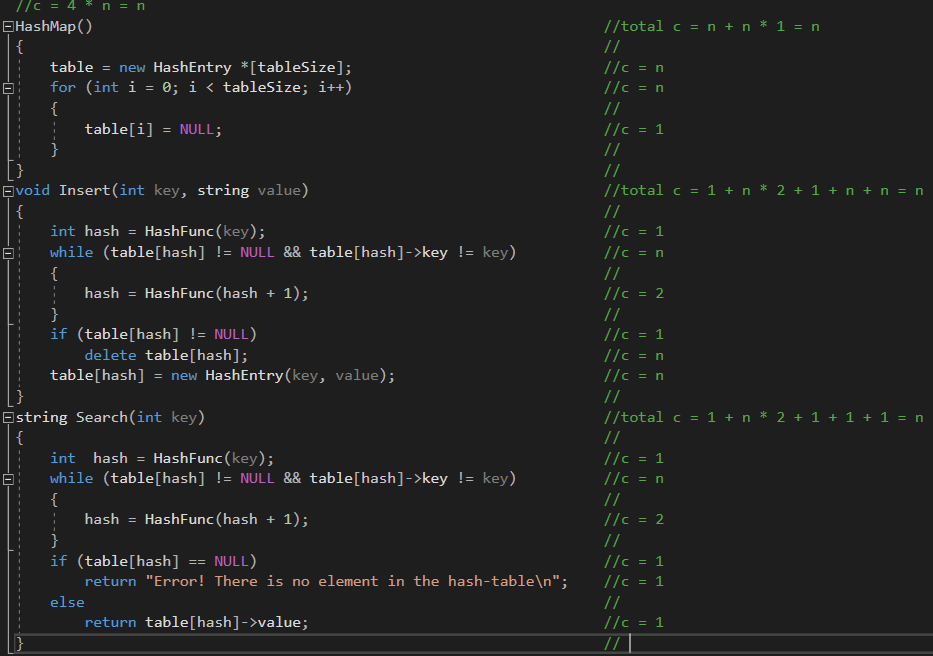 //c = 4 * n = n
HashMap() //total c = n + n * 1 = n
{ //
table = new HashEntry *[tableSize]; //c = n
for (int i = 0; i < tableSize; i++) //c = n
{ //
table[i] = NULL; //c = 1
} //
} //
void Insert(int key, string value) //total c = 1 + n * 2 + 1 + n + n = n
{ //
int hash = HashFunc(key); //c = 1
while (table[hash] != NULL && table[hash]->key != key) //c = n
{ //
hash = HashFunc(hash + 1); //c = 2
} //
if (table[hash] != NULL) //c = 1
delete table[hash]; //c = n
table[hash] = new HashEntry(key, value); //c = n
} //
string Search(int key) //total c = 1 + n * 2 + 1 + 1 + 1 = n
{ //
int  hash = HashFunc(key); //c = 1
while (table[hash] != NULL && table[hash]->key != key) //c = n
{ //
hash = HashFunc(hash + 1); //c = 2
} //
if (table[hash] == NULL) //c = 1
return "Error! There is no element in the hash-table\n"; //c = 1
else //
return table[hash]->value; //c = 1
} //